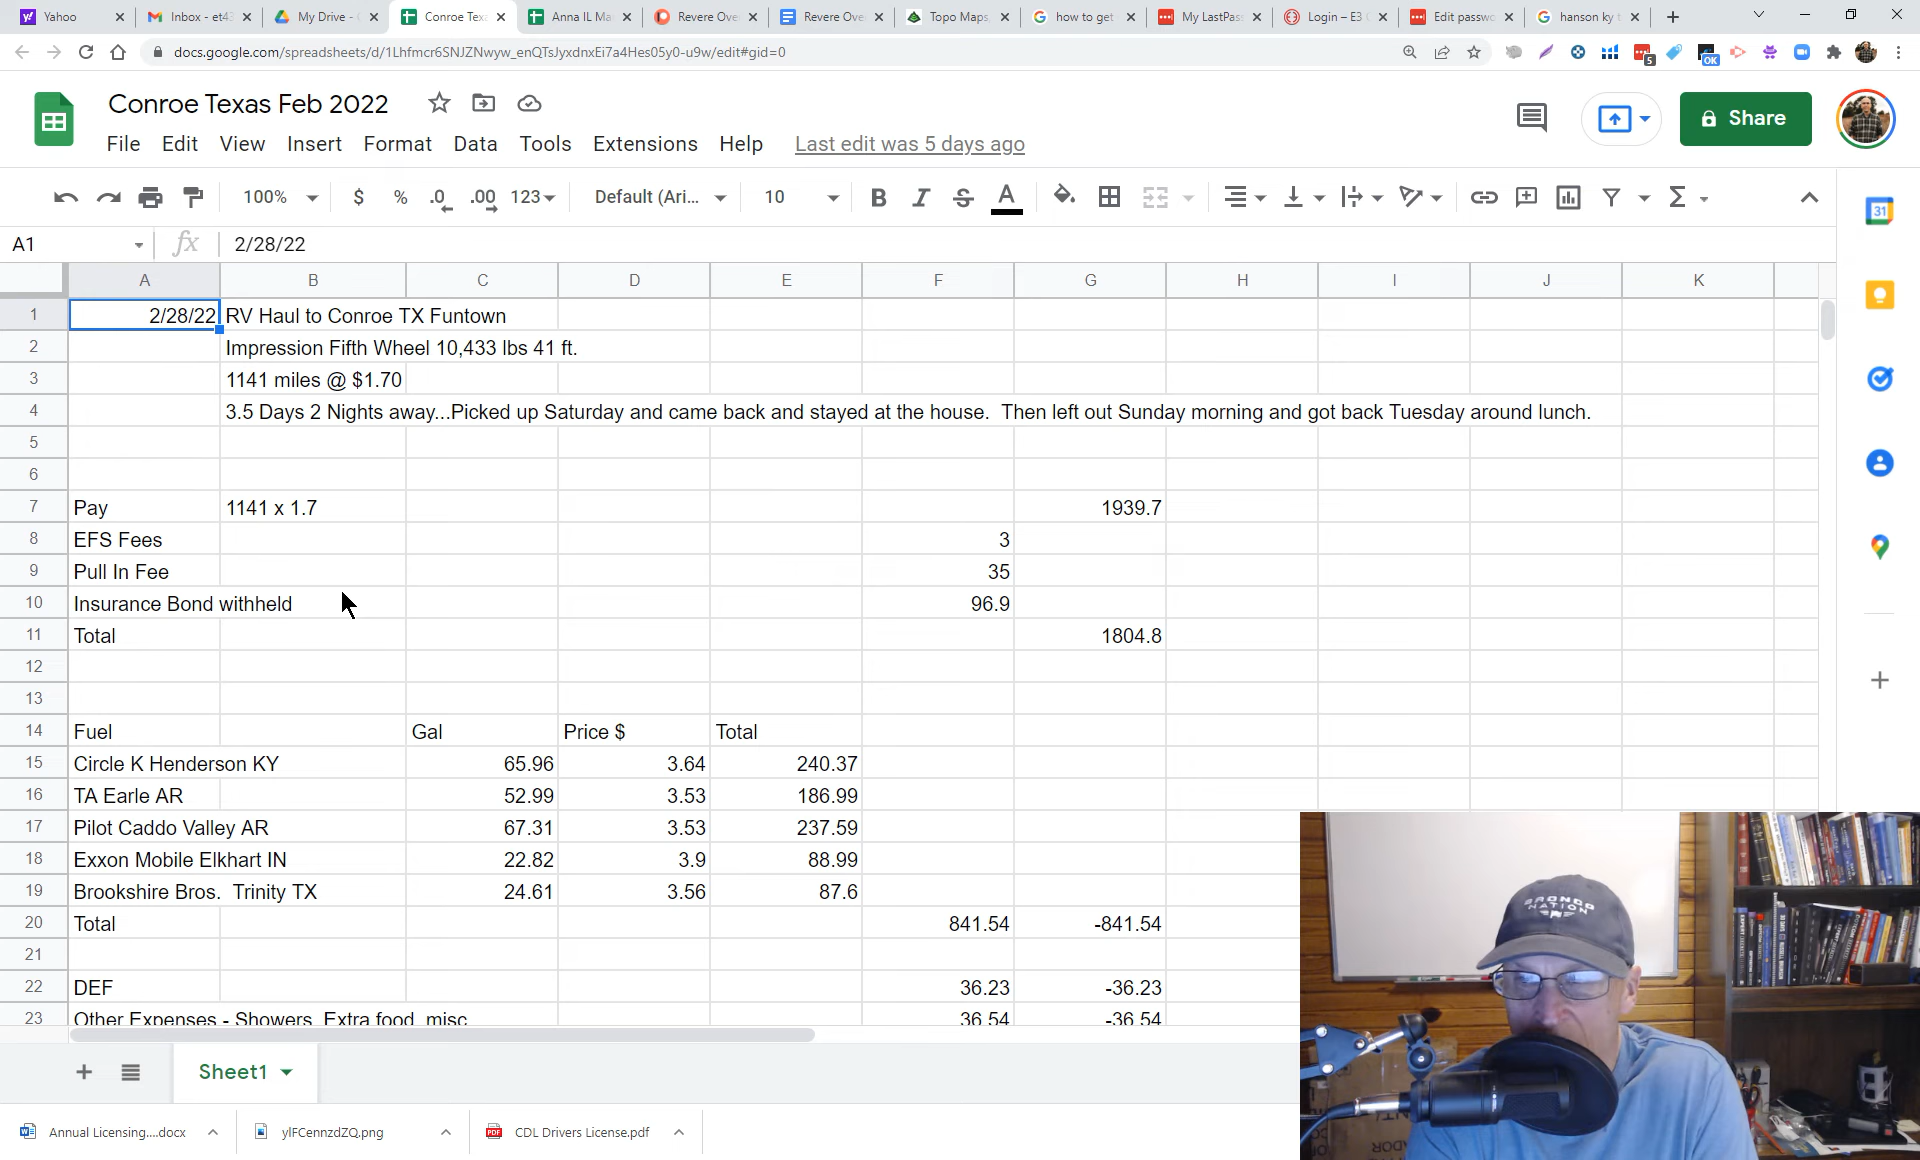 Yahoo
Inbox - et43
My Drive -
Conroe Tex
Anna IL Ma
Revere Ove
Revere Ove
Topo Maps,
how to get
My LastPas
Login – E3 C
Edit passwo
hanson ky t
docs.google.com/spreadsheets/d/1Lhfmcr6SNJZNwyw_enQTsJyxdnxEi7a4Hes05y0-u9w/edit#gid=0
5
OK
Conroe Texas Feb 2022
Share
File Edit View Insert Format Data Tools Extensions Help Last edit was 5 days ago
100% $ % .0 .00 123 Default (Ari... 10 B I S A Σ
31
A1 fx 2/28/22
A B C D E F G H I J K
1 2/28/22 RV Haul to Conroe TX Funtown
2 Impression Fifth Wheel 10,433 lbs 41 ft.
3 1141 miles @ $1.70
4 3.5 Days 2 Nights away...Picked up Saturday and came back and stayed at the house. Then left out Sunday morning and got back Tuesday around lunch.
5
6
7 Pay 1141 x 1.7 1939.7
8 EFS Fees 3
9 Pull In Fee 35
10 Insurance Bond withheld 96.9
11 Total 1804.8
12
13
14 Fuel Gal Price $ Total
15 Circle K Henderson KY 65.96 3.64 240.37
16 TA Earle AR 52.99 3.53 186.99
17 Pilot Caddo Valley AR 67.31 3.53 237.59
18 Exxon Mobile Elkhart IN 22.82 3.9 88.99
19 Brookshire Bros. Trinity TX 24.61 3.56 87.6
20 Total 841.54 -841.54
21
22 DEF 36.23 -36.23
23 Other Expenses - Showers, Extra food, misc 36.54 -36.54
BRONCO
NATION
Sheet1
Annual Licensing....docx
ylFCennzdZQ.png
PDF
CDL Drivers License.pdf